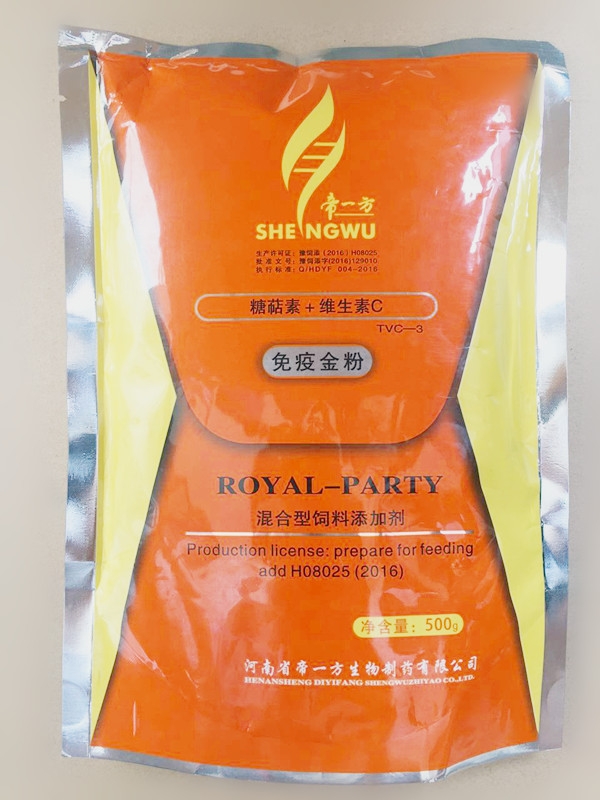 帝一方
SHENGWU
生产许可证：豫饲添（2016）H08025
批准文号：豫饲添字(2016)129010
执行标准：Q/HDYF 004-2016
糖萜素+维生素C
TVC—3
免疫金粉
ROYAL-PARTY
混合型饲料添加剂
Production license: prepare for feeding
add H08025 (2016)
净含量：500g
河南省帝一方生物制药有限公司
HENANSHENG DIYIFANG SHENGWUZHIYAO CO.,LTD.